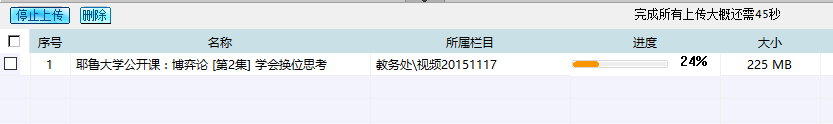 停止上传 删除 完成所有上传大概还需45秒
序号 名称 所属栏目 进度 大小
1 耶鲁大学公开课：博弈论 [第2集] 学会换位思考 教务处\视频20151117 24% 225 MB